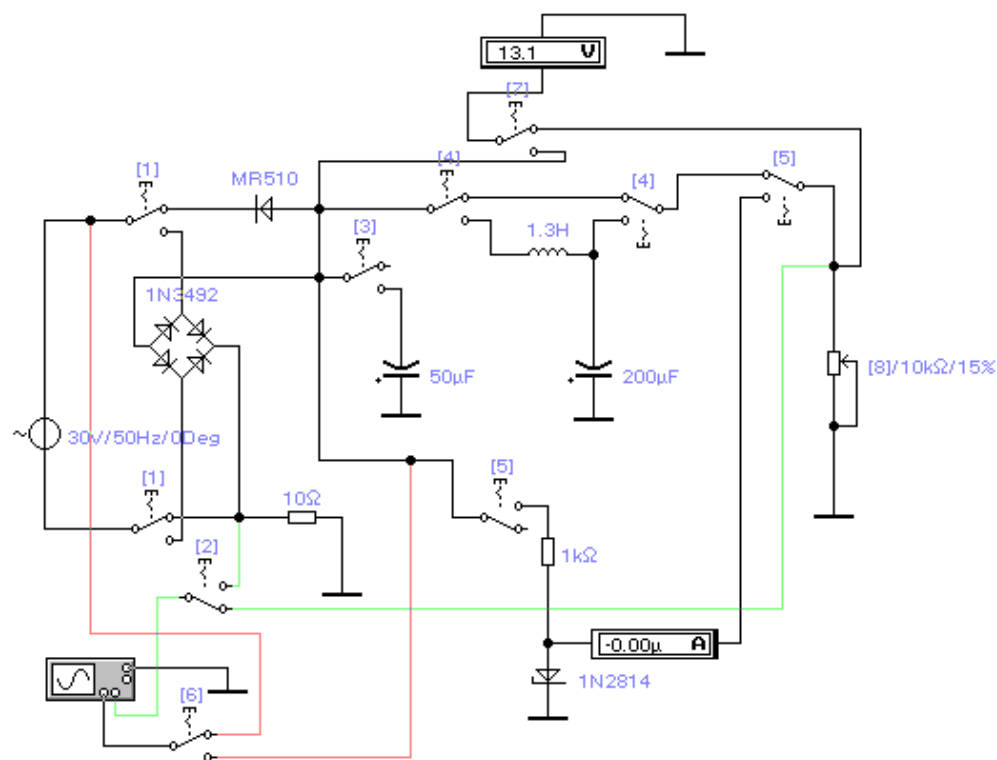 13.1 V
[7]
[1]
MR510
[4]
[4]
[5]
1.3H
[3]
1N3492
50µF
200µF
[8]/10kΩ/15%
~
30V/50Hz/0Deg
[1]
10Ω
[5]
[2]
1kΩ
-0.00µ A
1N2814
[6]